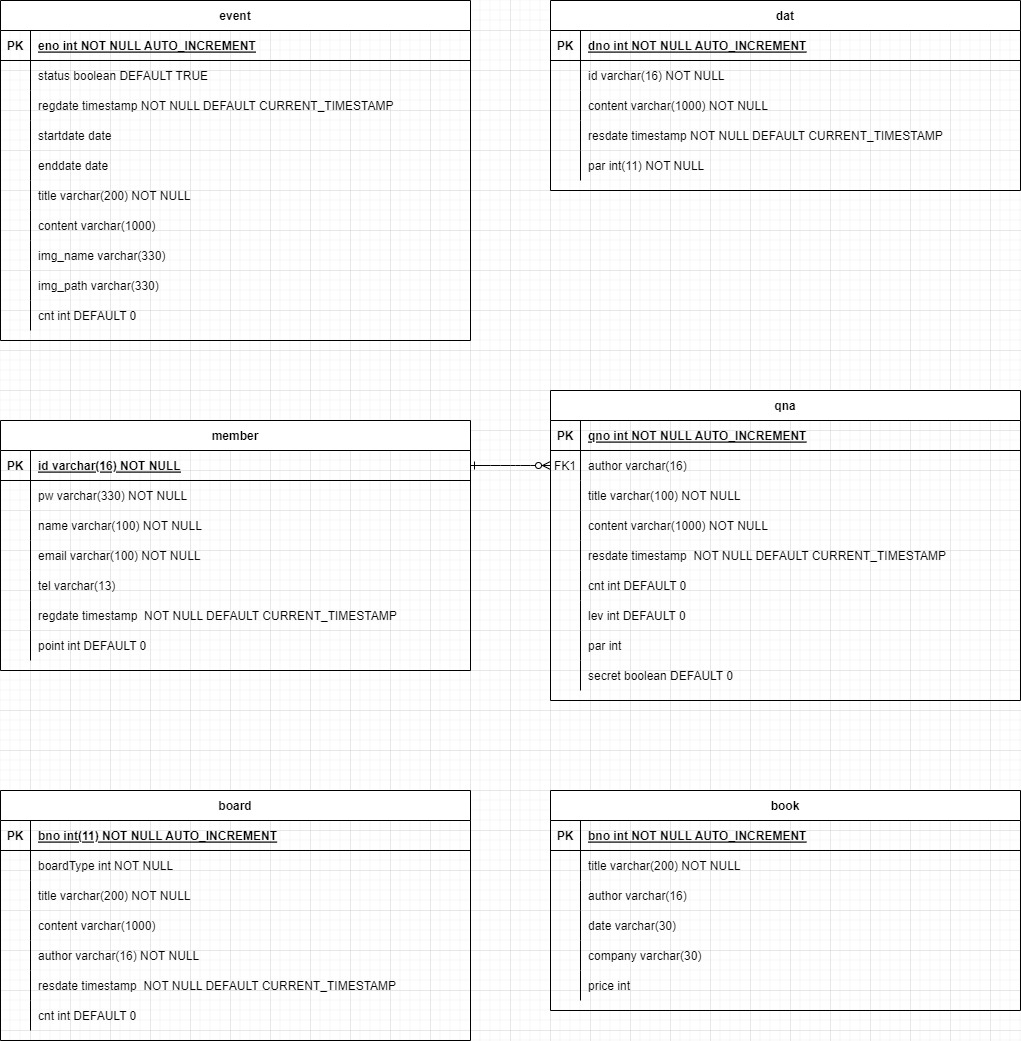 event
PK eno int NOT NULL AUTO_INCREMENT
status boolean DEFAULT TRUE
regdate timestamp NOT NULL DEFAULT CURRENT_TIMESTAMP
startdate date
enddate date
title varchar(200) NOT NULL
content varchar(1000)
img_name varchar(330)
img_path varchar(330)
cnt int DEFAULT 0
dat
PK dno int NOT NULL AUTO_INCREMENT
id varchar(16) NOT NULL
content varchar(1000) NOT NULL
resdate timestamp NOT NULL DEFAULT CURRENT_TIMESTAMP
par int(11) NOT NULL
member
PK id varchar(16) NOT NULL
pw varchar(330) NOT NULL
name varchar(100) NOT NULL
email varchar(100) NOT NULL
tel varchar(13)
regdate timestamp  NOT NULL DEFAULT CURRENT_TIMESTAMP
point int DEFAULT 0
qna
PK qno int NOT NULL AUTO_INCREMENT
FK1 author varchar(16)
title varchar(100) NOT NULL
content varchar(1000) NOT NULL
resdate timestamp  NOT NULL DEFAULT CURRENT_TIMESTAMP
cnt int DEFAULT 0
lev int DEFAULT 0
par int
secret boolean DEFAULT 0
board
PK bno int(11) NOT NULL AUTO_INCREMENT
boardType int NOT NULL
title varchar(200) NOT NULL
content varchar(1000)
author varchar(16) NOT NULL
resdate timestamp  NOT NULL DEFAULT CURRENT_TIMESTAMP
cnt int DEFAULT 0
book
PK bno int NOT NULL AUTO_INCREMENT
title varchar(200) NOT NULL
author varchar(16)
date varchar(30)
company varchar(30)
price int